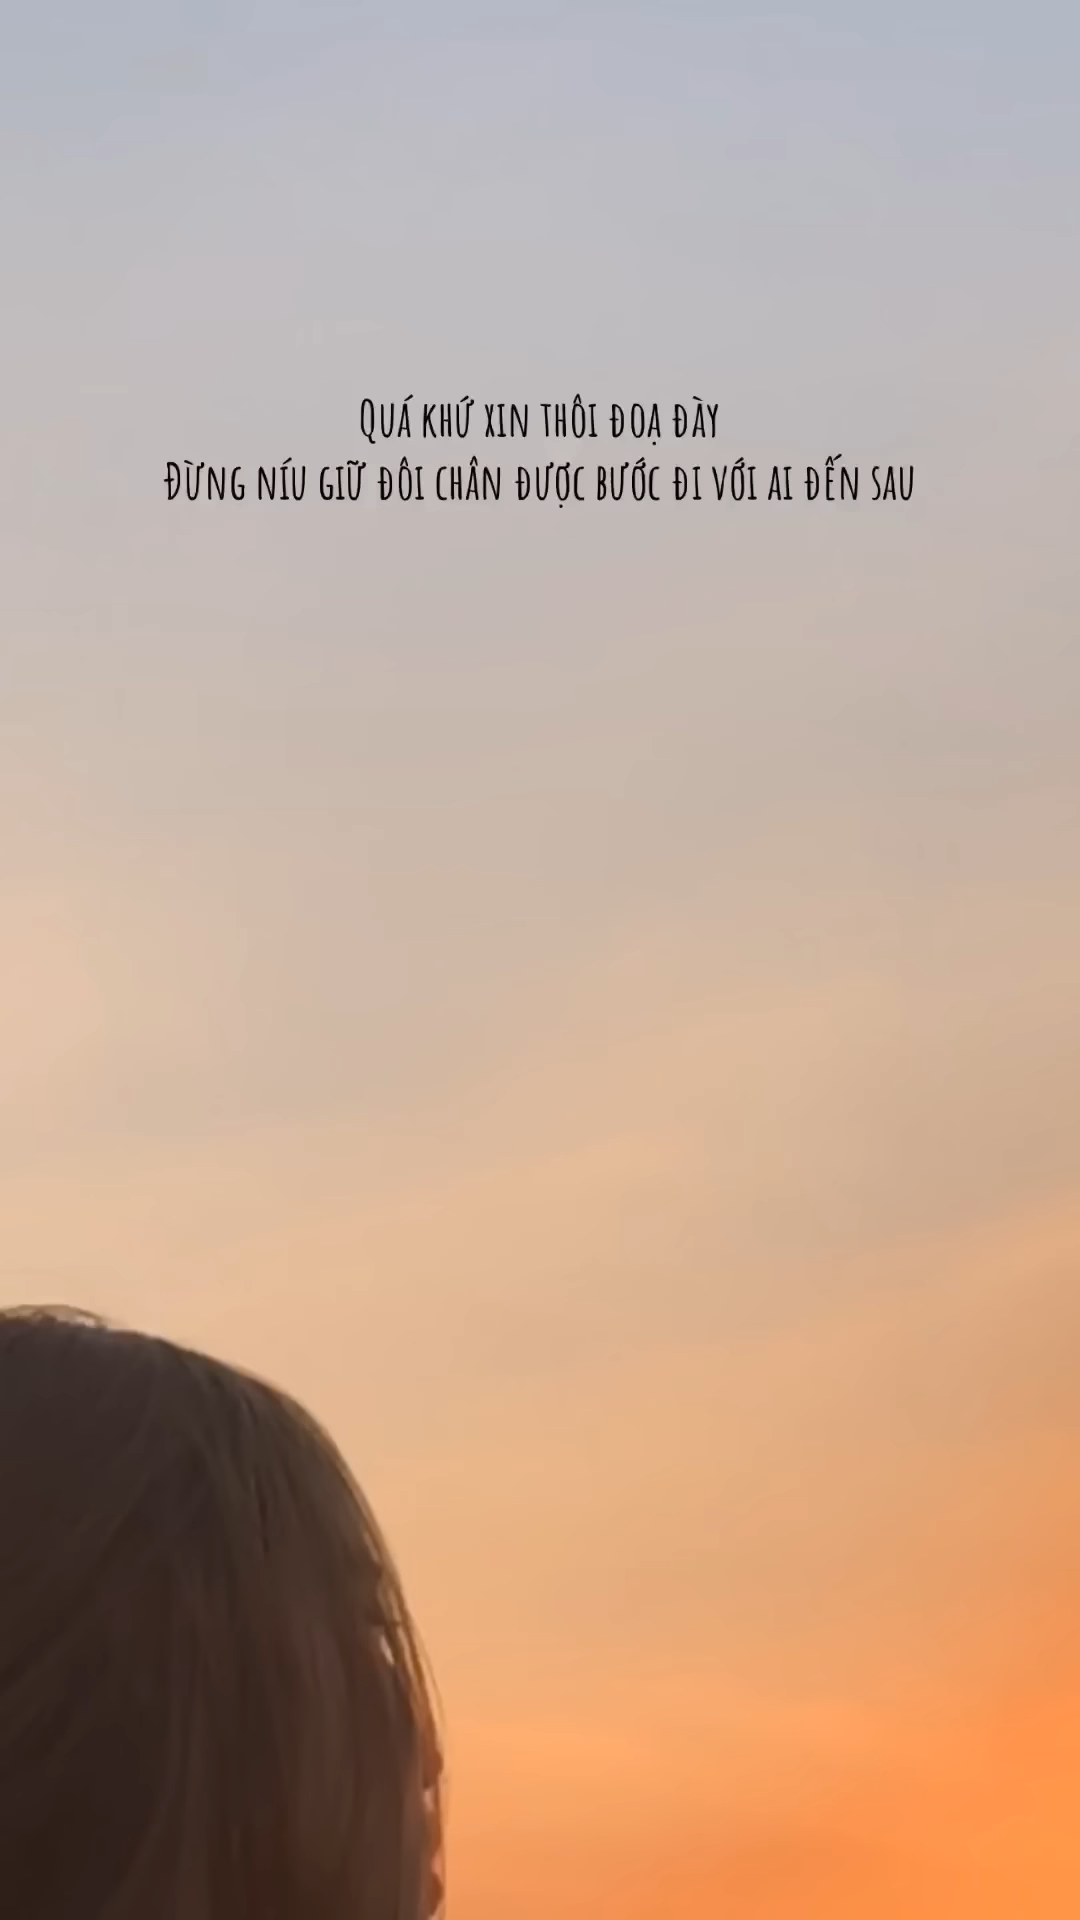 Quá khứ xin thôi đoạ đày
Đừng níu giữ đôi chân được bước đi với ai đến sau